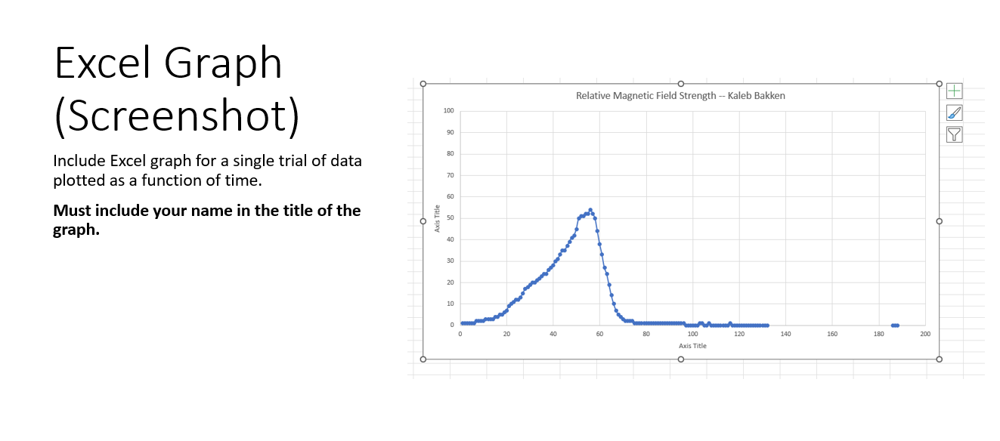 Excel Graph
(Screenshot)
Include Excel graph for a single trial of data
plotted as a function of time.
Must include your name in the title of the
graph.
Relative Magnetic Field Strength -- Kaleb Bakken
100
90
80
70
60
50
40
30
20
10
0
Axis Title
0 20 40 60 80 100 120 140 160 180 200
Axis Title